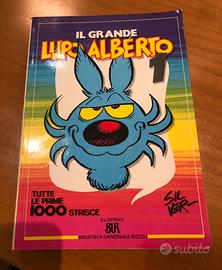 IL GRANDE
LUPO ALBERTO
1
TUTTE
LE PRIME
1000 STRISCE
SILVER
ILLUSTRATI
BUR
BIBLIOTECA UNIVERSALE RIZZOLI
subito